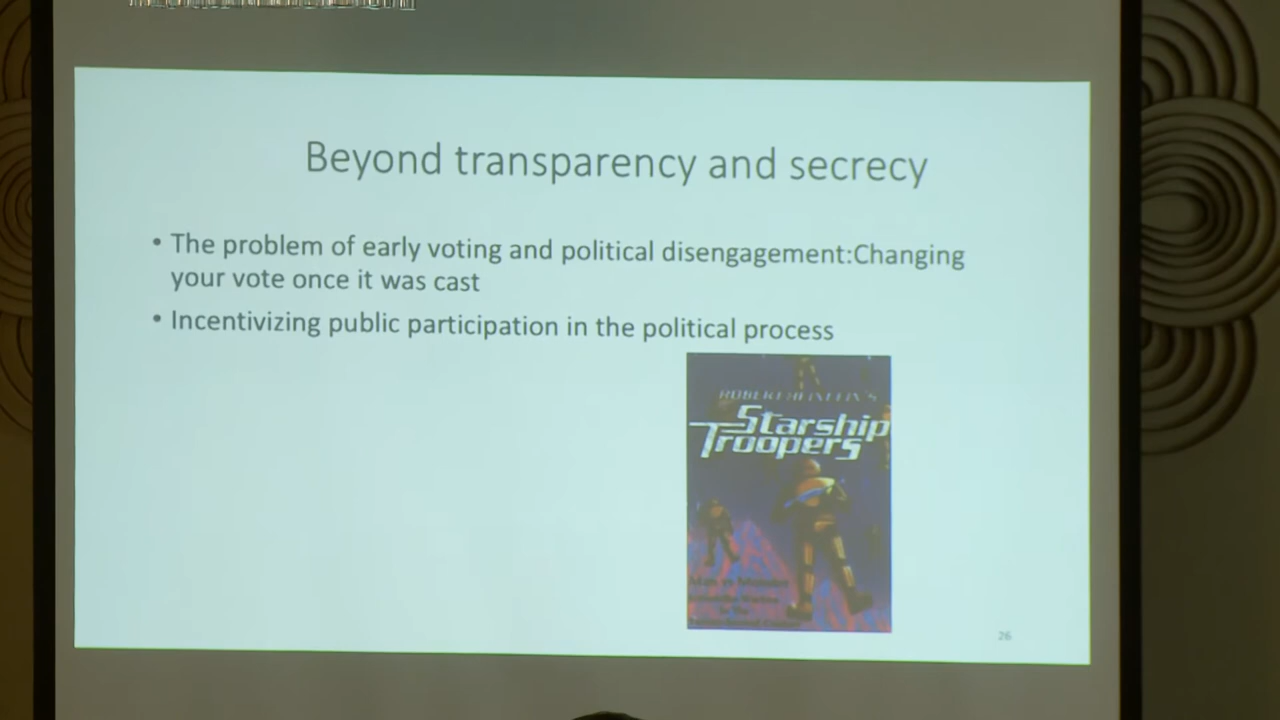 Beyond transparency and secrecy
• The problem of early voting and political disengagement:Changing
your vote once it was cast
• Incentivizing public participation in the political process
ROBERT HEINLEIN'S
Starship
Troopers
26